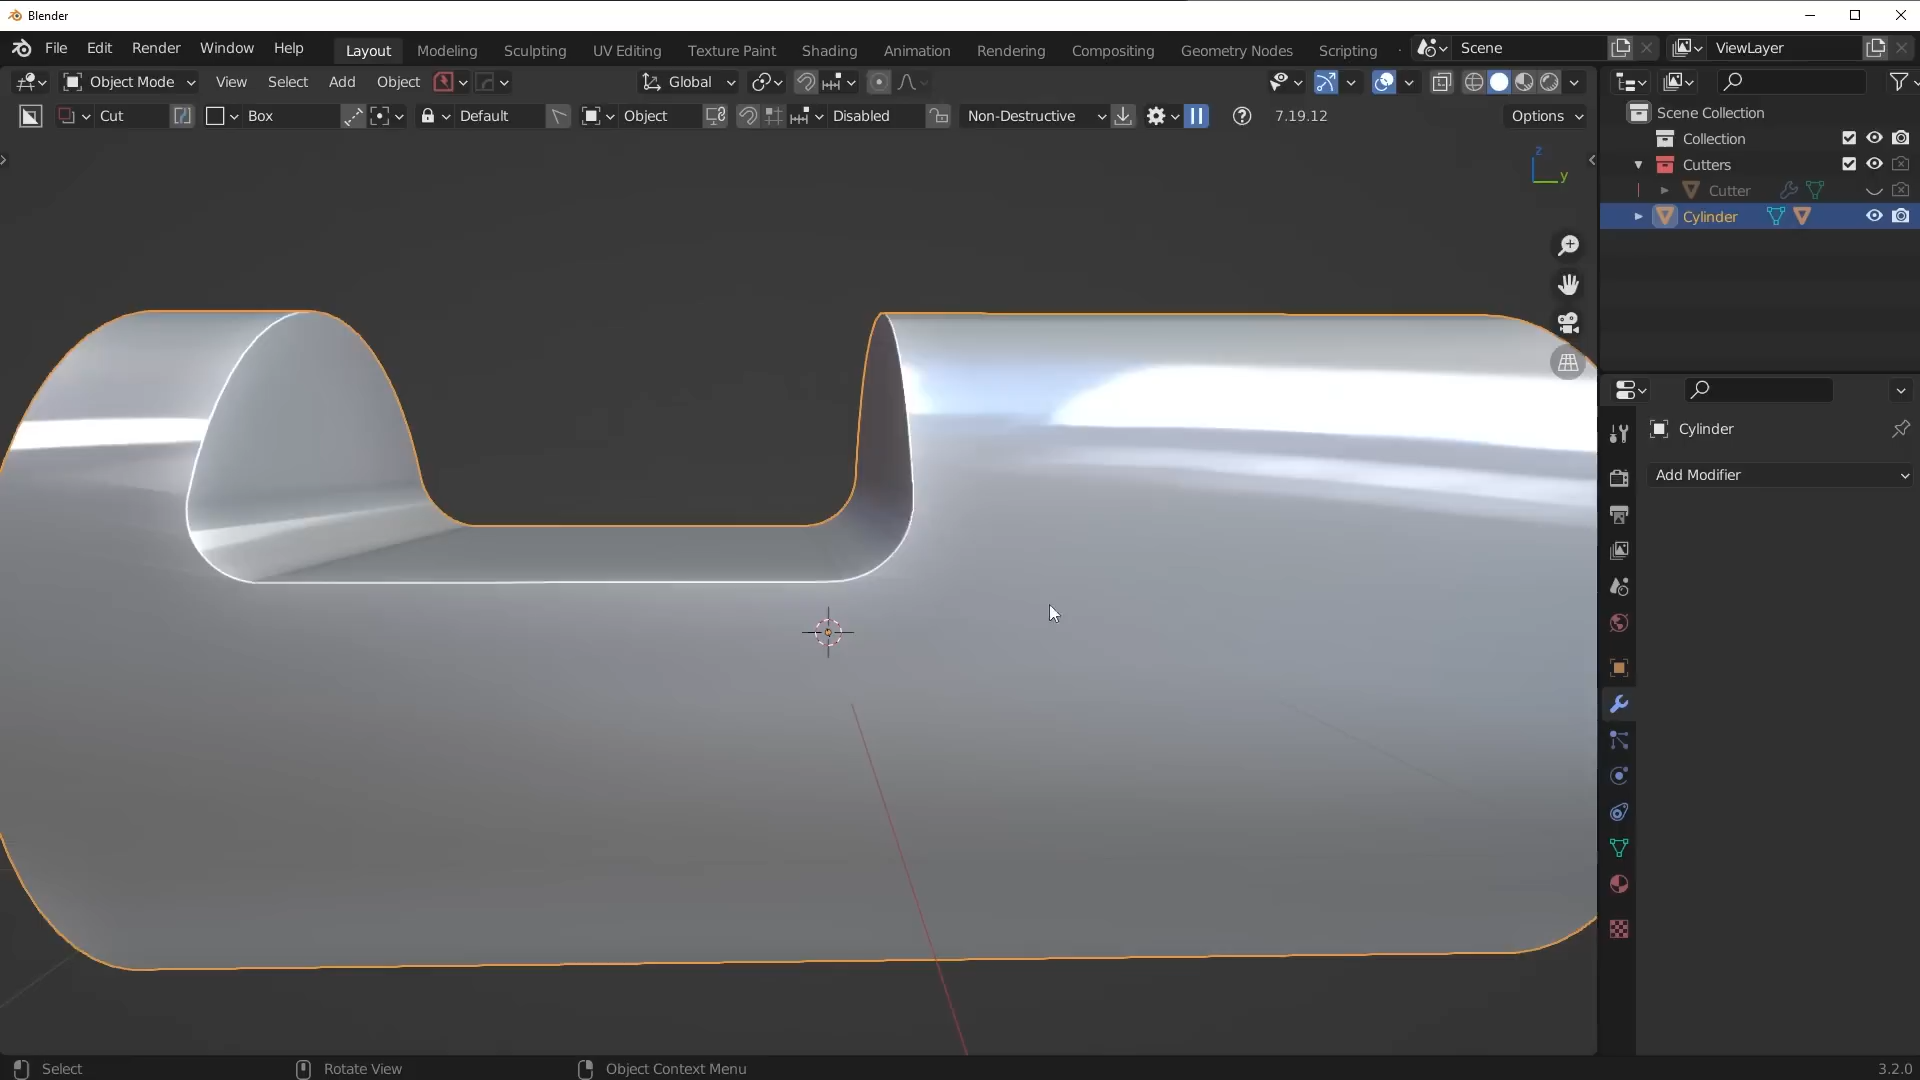 Blender
File Edit Render Window Help Layout Modeling Sculpting UV Editing Texture Paint Shading Animation Rendering Compositing Geometry Nodes Scripting Scene ViewLayer
Object Mode View Select Add Object Global
Cut Box Default Object Disabled Non-Destructive 7.19.12 Options
Scene Collection
Collection
Cutters
Cutter
Cylinder
z
y
Cylinder
Add Modifier
Select Rotate View Object Context Menu 3.2.0